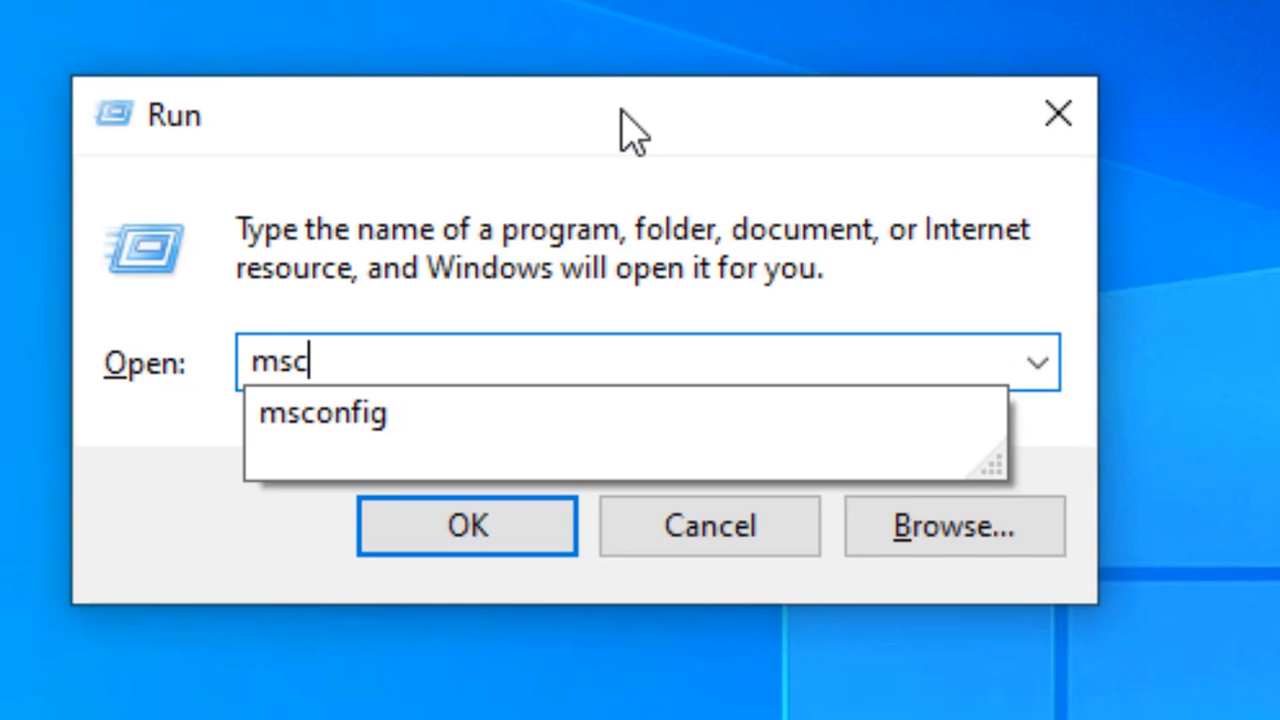 Run
Type the name of a program, folder, document, or Internet
resource, and Windows will open it for you.
Open: msc
msconfig
OK Cancel Browse...